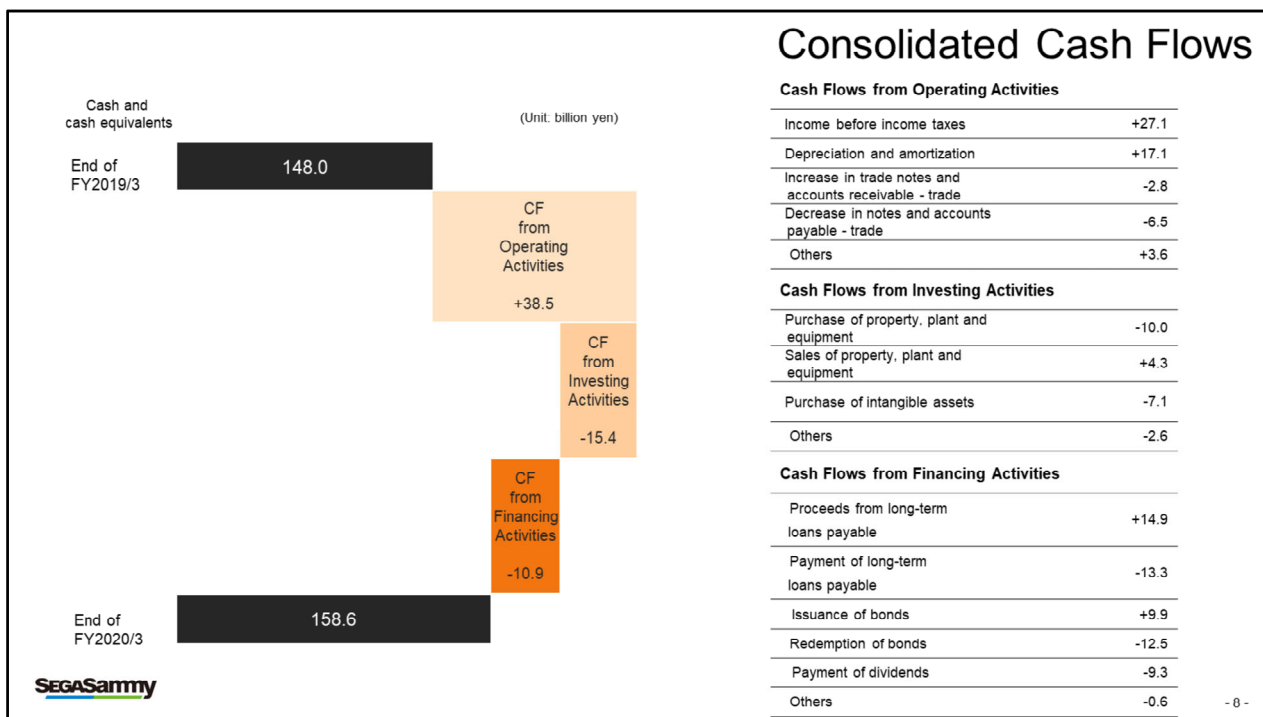 Consolidated Cash Flows
Cash and
cash equivalents
(Unit: billion yen)
End of
FY2019/3
148.0
CF
from
Operating
Activities
+38.5
CF
from
Investing
Activities
-15.4
CF
from
Financing
Activities
-10.9
End of
FY2020/3
158.6
SEGASammy
Cash Flows from Operating Activities
Income before income taxes +27.1
Depreciation and amortization +17.1
Increase in trade notes and
accounts receivable - trade -2.8
Decrease in notes and accounts
payable - trade -6.5
Others +3.6
Cash Flows from Investing Activities
Purchase of property, plant and
equipment -10.0
Sales of property, plant and
equipment +4.3
Purchase of intangible assets -7.1
Others -2.6
Cash Flows from Financing Activities
Proceeds from long-term
loans payable +14.9
Payment of long-term
loans payable -13.3
Issuance of bonds +9.9
Redemption of bonds -12.5
Payment of dividends -9.3
Others -0.6
- 8 -